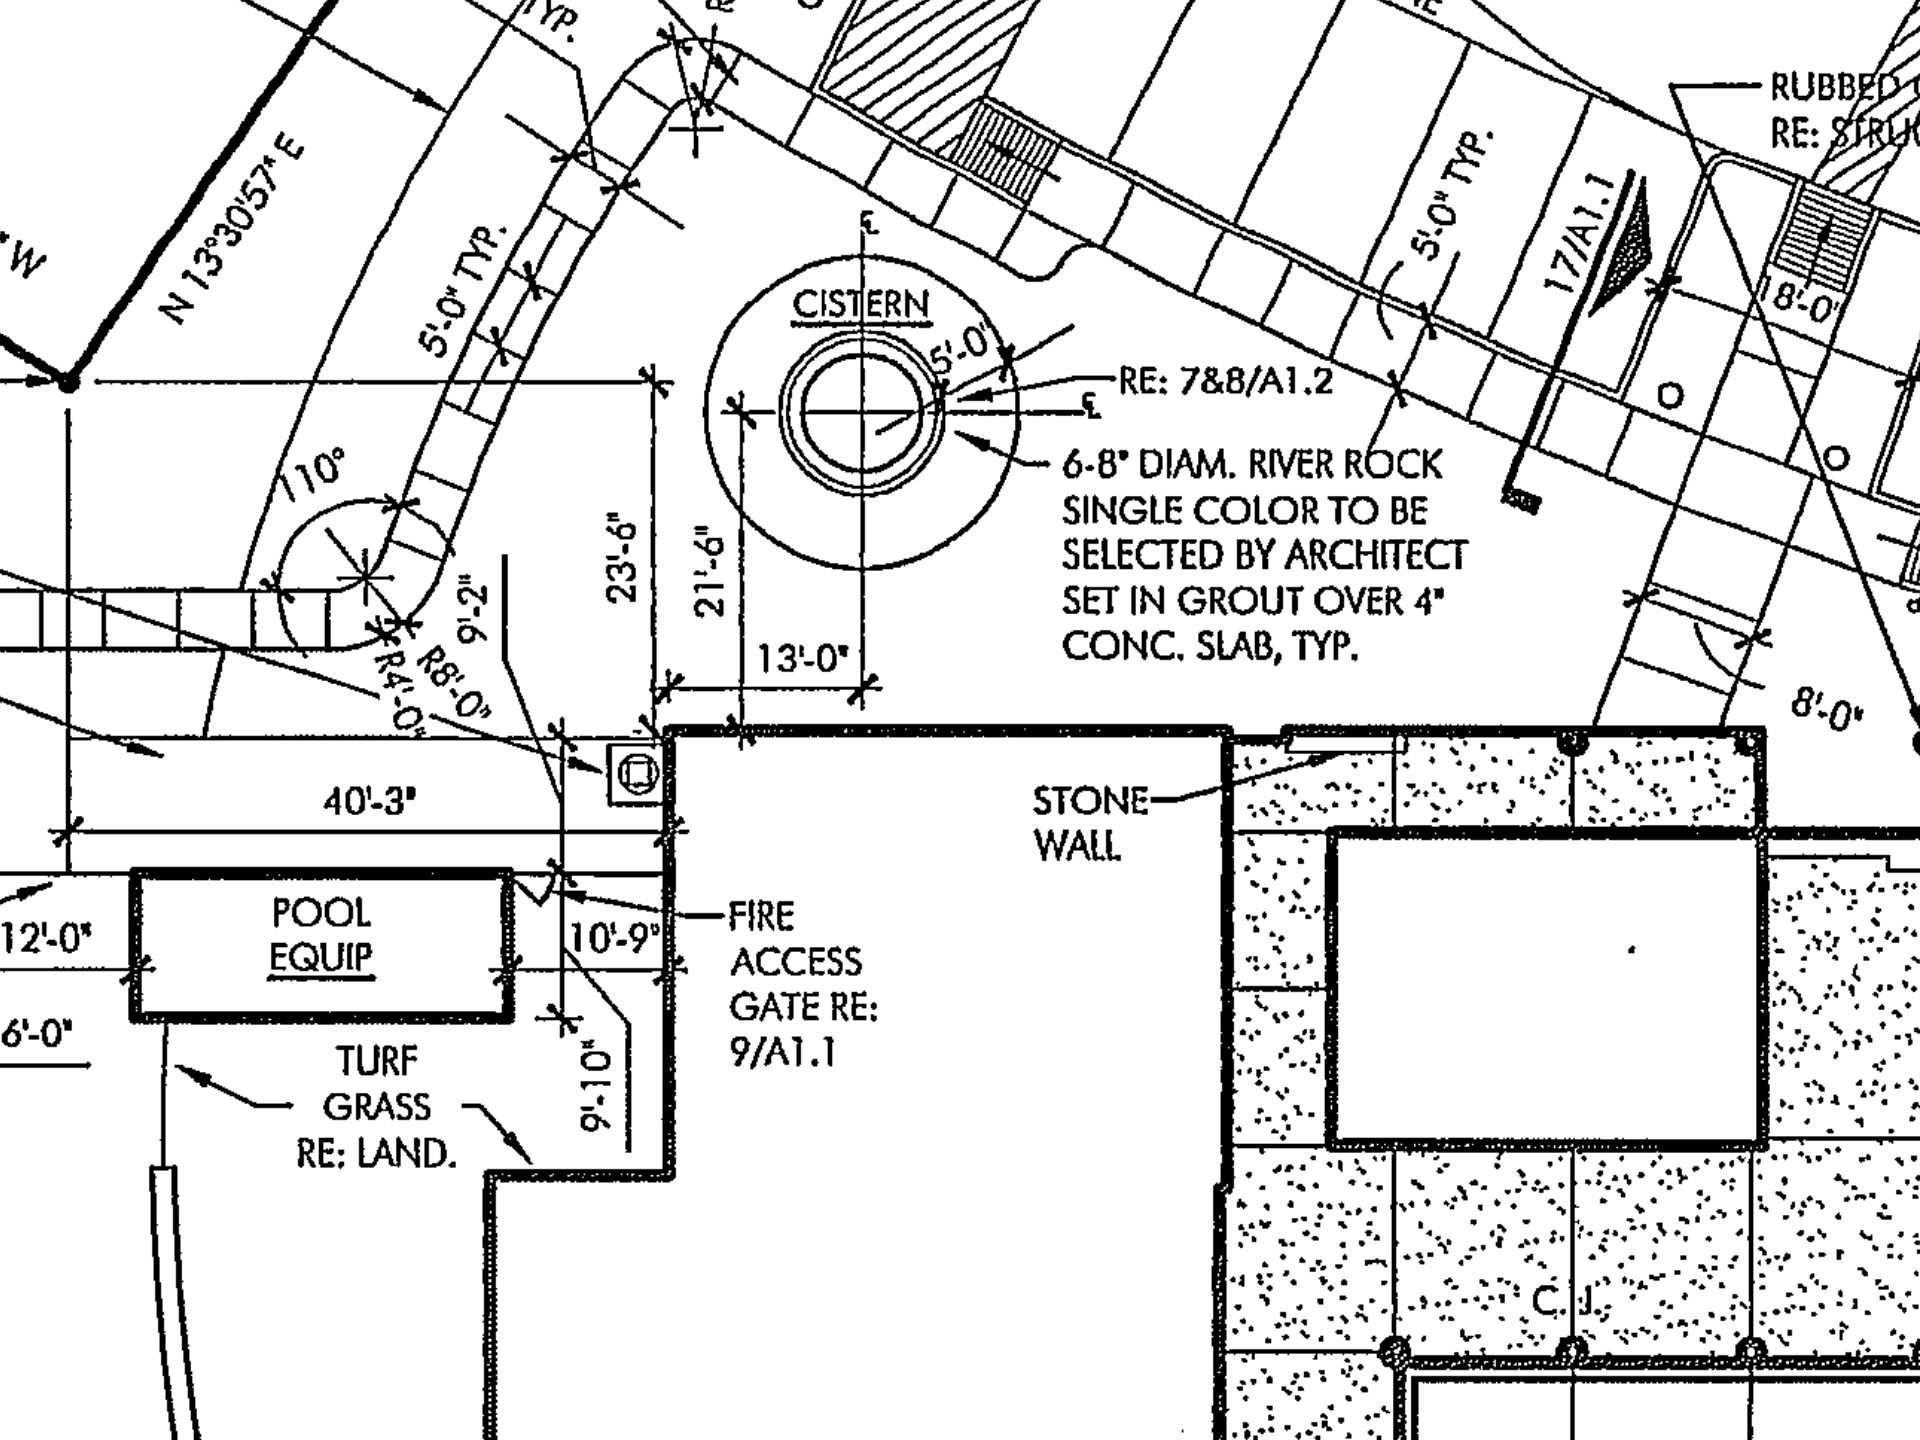 TYP.
RUBBED
RE: STRUC
N 13°30'57" E
"W
5'-0" TYP.
5'-0" TYP.
17/A1.1
18'-0"
℄
CISTERN
5'-0"
RE: 7&8/A1.2
℄
110°
6-8" DIAM. RIVER ROCK
SINGLE COLOR TO BE
SELECTED BY ARCHITECT
SET IN GROUT OVER 4"
CONC. SLAB, TYP.
23'-6"
21'-6"
9'-2"
13'-0"
R8'-0"
R4'-0"
8'-0"
40'-3"
STONE
WALL
POOL
EQUIP
12'-0"
10'-9"
FIRE
ACCESS
GATE RE:
9/A1.1
6'-0"
TURF
GRASS
RE: LAND.
9'-10"
C.J.